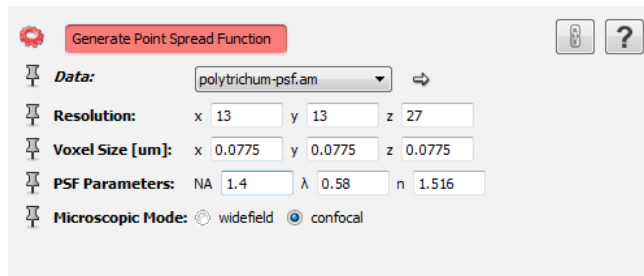 Generate Point Spread Function ?
Data: polytrichum-psf.am
Resolution: x 13 y 13 z 27
Voxel Size [um]: x 0.0775 y 0.0775 z 0.0775
PSF Parameters: NA 1.4 λ 0.58 n 1.516
Microscopic Mode: widefield confocal